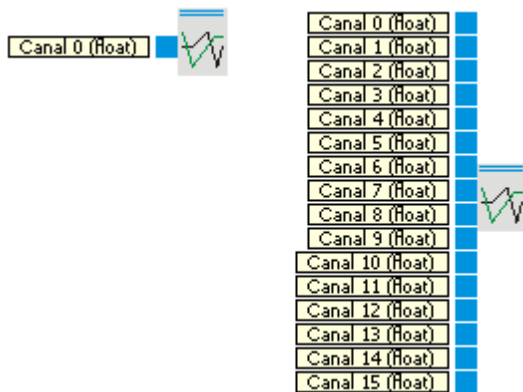 Canal 0 (float)
Canal 0 (float)
Canal 1 (float)
Canal 2 (float)
Canal 3 (float)
Canal 4 (float)
Canal 5 (float)
Canal 6 (float)
Canal 7 (float)
Canal 8 (float)
Canal 9 (float)
Canal 10 (float)
Canal 11 (float)
Canal 12 (float)
Canal 13 (float)
Canal 14 (float)
Canal 15 (float)